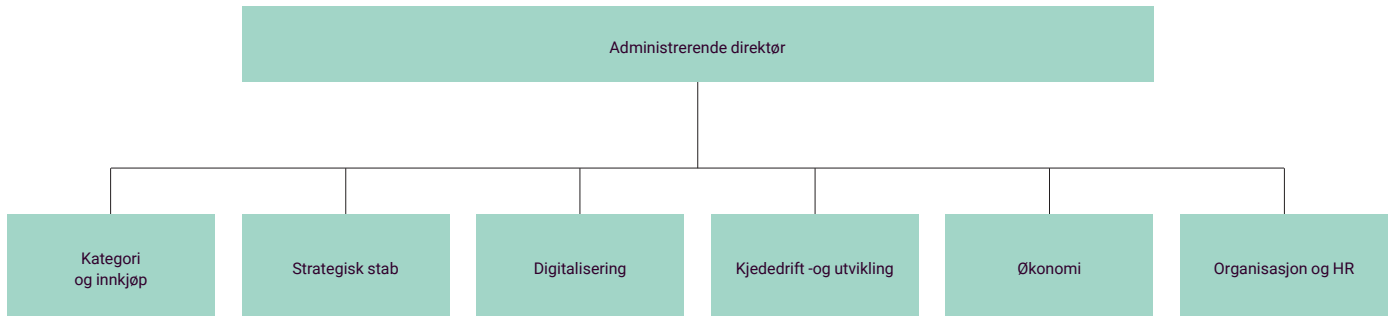 Administrerende direktør
Kategori
og innkjøp
Strategisk stab
Digitalisering
Kjededrift -og utvikling
Økonomi
Organisasjon og HR